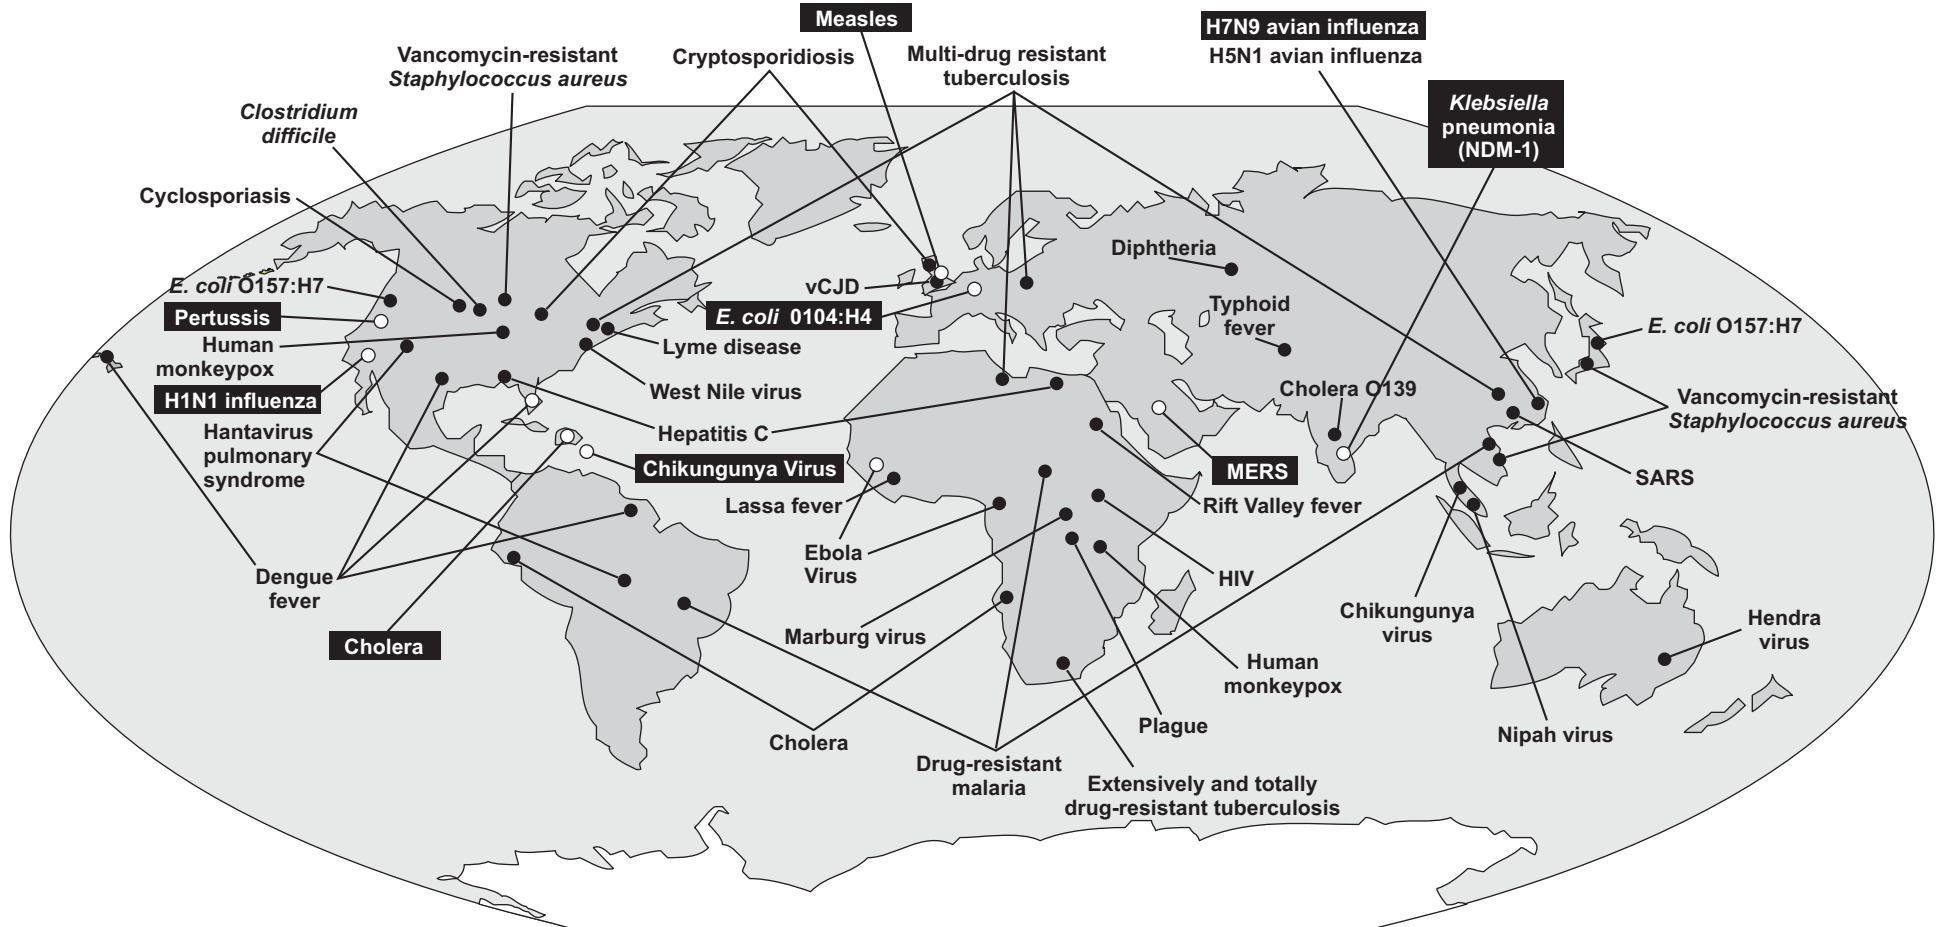 Measles
H7N9 avian influenza
H5N1 avian influenza
Vancomycin-resistant
Staphylococcus aureus
Cryptosporidiosis
Multi-drug resistant
tuberculosis
Klebsiella
pneumonia
(NDM-1)
Clostridium
difficile
Cyclosporiasis
Diphtheria
E. coli O157:H7
vCJD
Pertussis
E. coli 0104:H4
Typhoid
fever
E. coli O157:H7
Human
monkeypox
Lyme disease
H1N1 influenza
West Nile virus
Cholera O139
Vancomycin-resistant
Staphylococcus aureus
Hantavirus
pulmonary
syndrome
Hepatitis C
Chikungunya Virus
MERS
SARS
Lassa fever
Rift Valley fever
Ebola
Virus
Dengue
fever
HIV
Chikungunya
virus
Hendra
virus
Cholera
Marburg virus
Human
monkeypox
Plague
Nipah virus
Cholera
Drug-resistant
malaria
Extensively and totally
drug-resistant tuberculosis